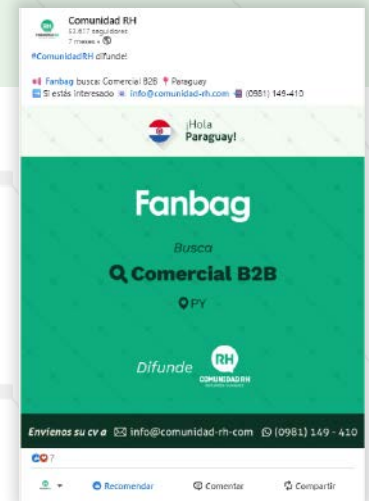 Comunidad RH
53.817 seguidores
7 meses •
#ComunidadRH difunde!
Fanbag busca: Comercial B2B Paraguay
Si estás interesado info@comunidad-rh.com (0981) 149-410
¡Hola
Paraguay!
Fanbag
Busca
Comercial B2B
PY
Difunde
RH
COMUNIDAD RH
Envíenos su cv a info@comunidad-rh-com (0981) 149 - 410
7
Recomendar Comentar Compartir